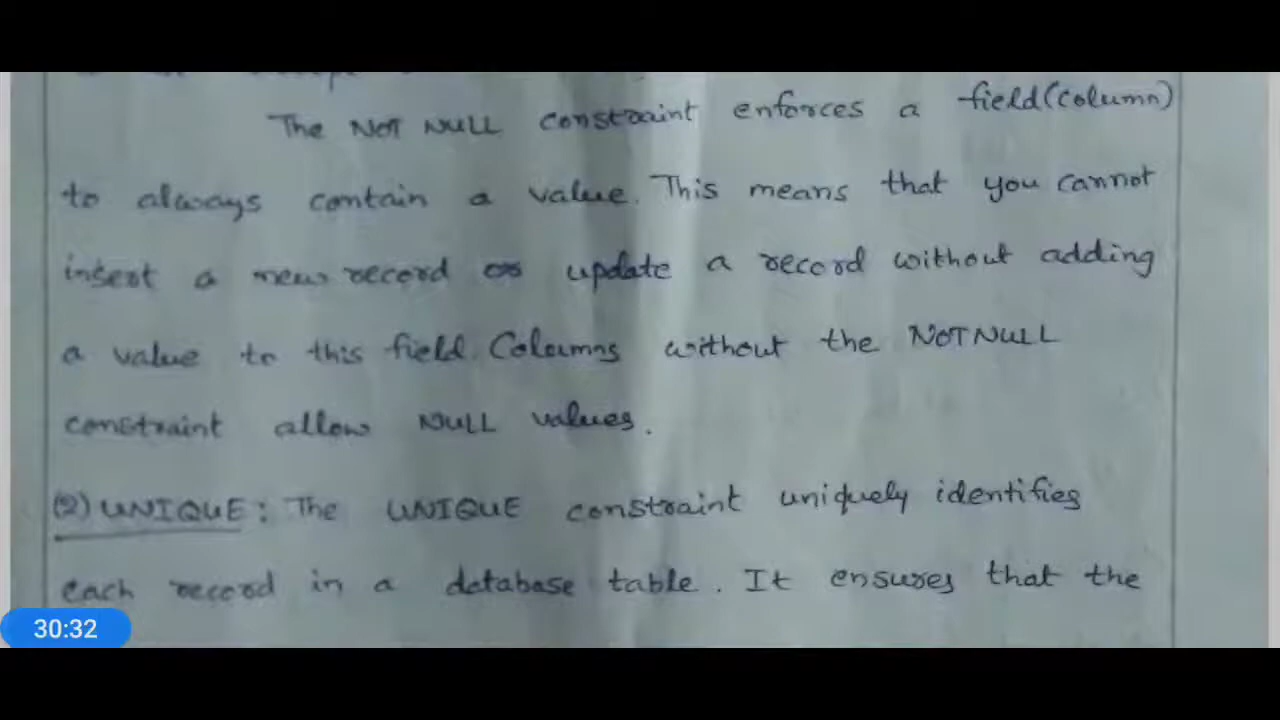 The NOT NULL constraint enforces a field(column)
to always contain a value. This means that you cannot
insert a new record or update a record without adding
a value to this field. Columns without the NOT NULL
constraint allow NULL values.
(2) UNIQUE: The UNIQUE constraint uniquely identifies
each record in a database table. It ensures that the
30:32